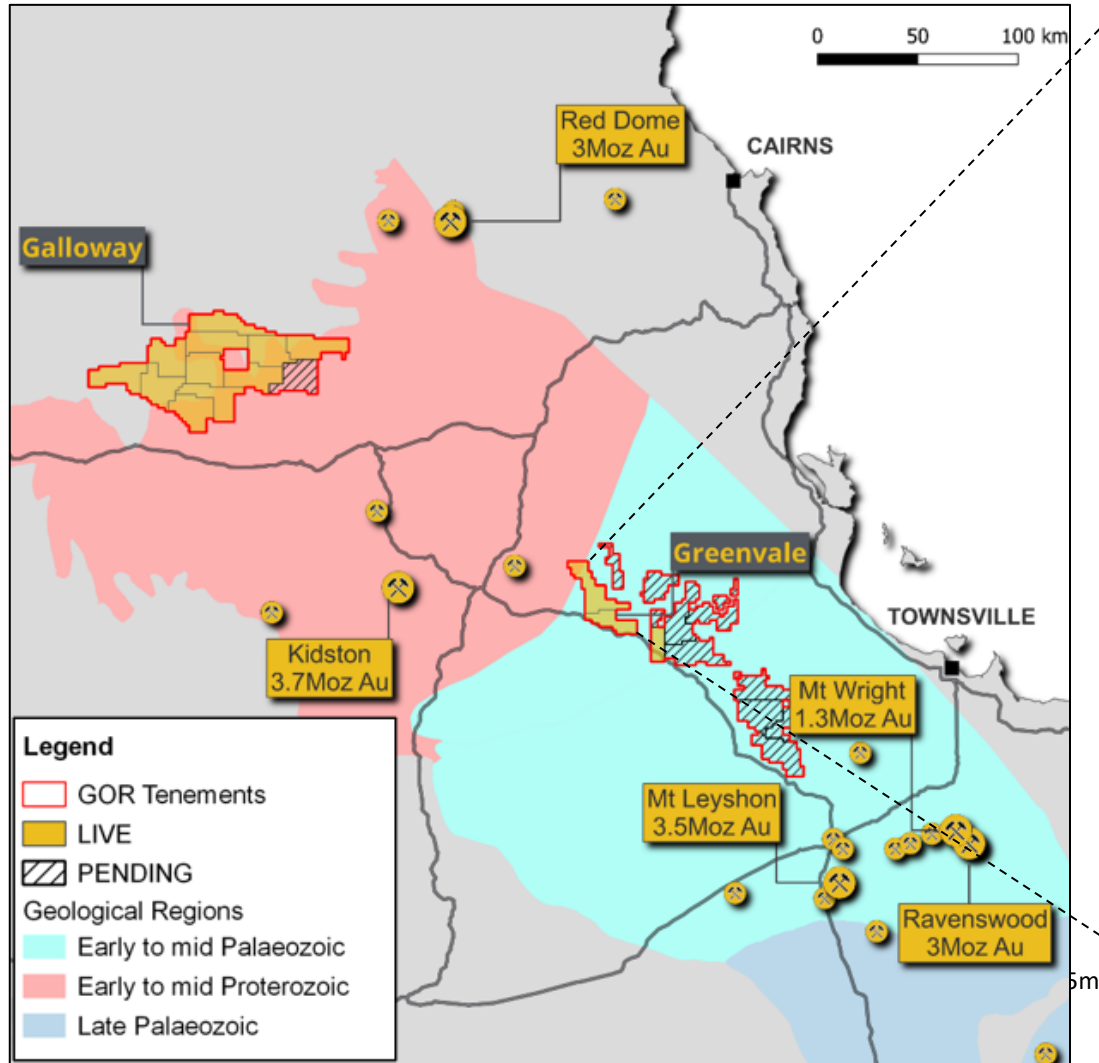 0 50 100 km
Red Dome
3Moz Au
CAIRNS
Galloway
Greenvale
TOWNSVILLE
Kidston
3.7Moz Au
Mt Wright
1.3Moz Au
Mt Leyshon
3.5Moz Au
Ravenswood
3Moz Au
Legend
GOR Tenements
LIVE
PENDING
Geological Regions
Early to mid Palaeozoic
Early to mid Proterozoic
Late Palaeozoic